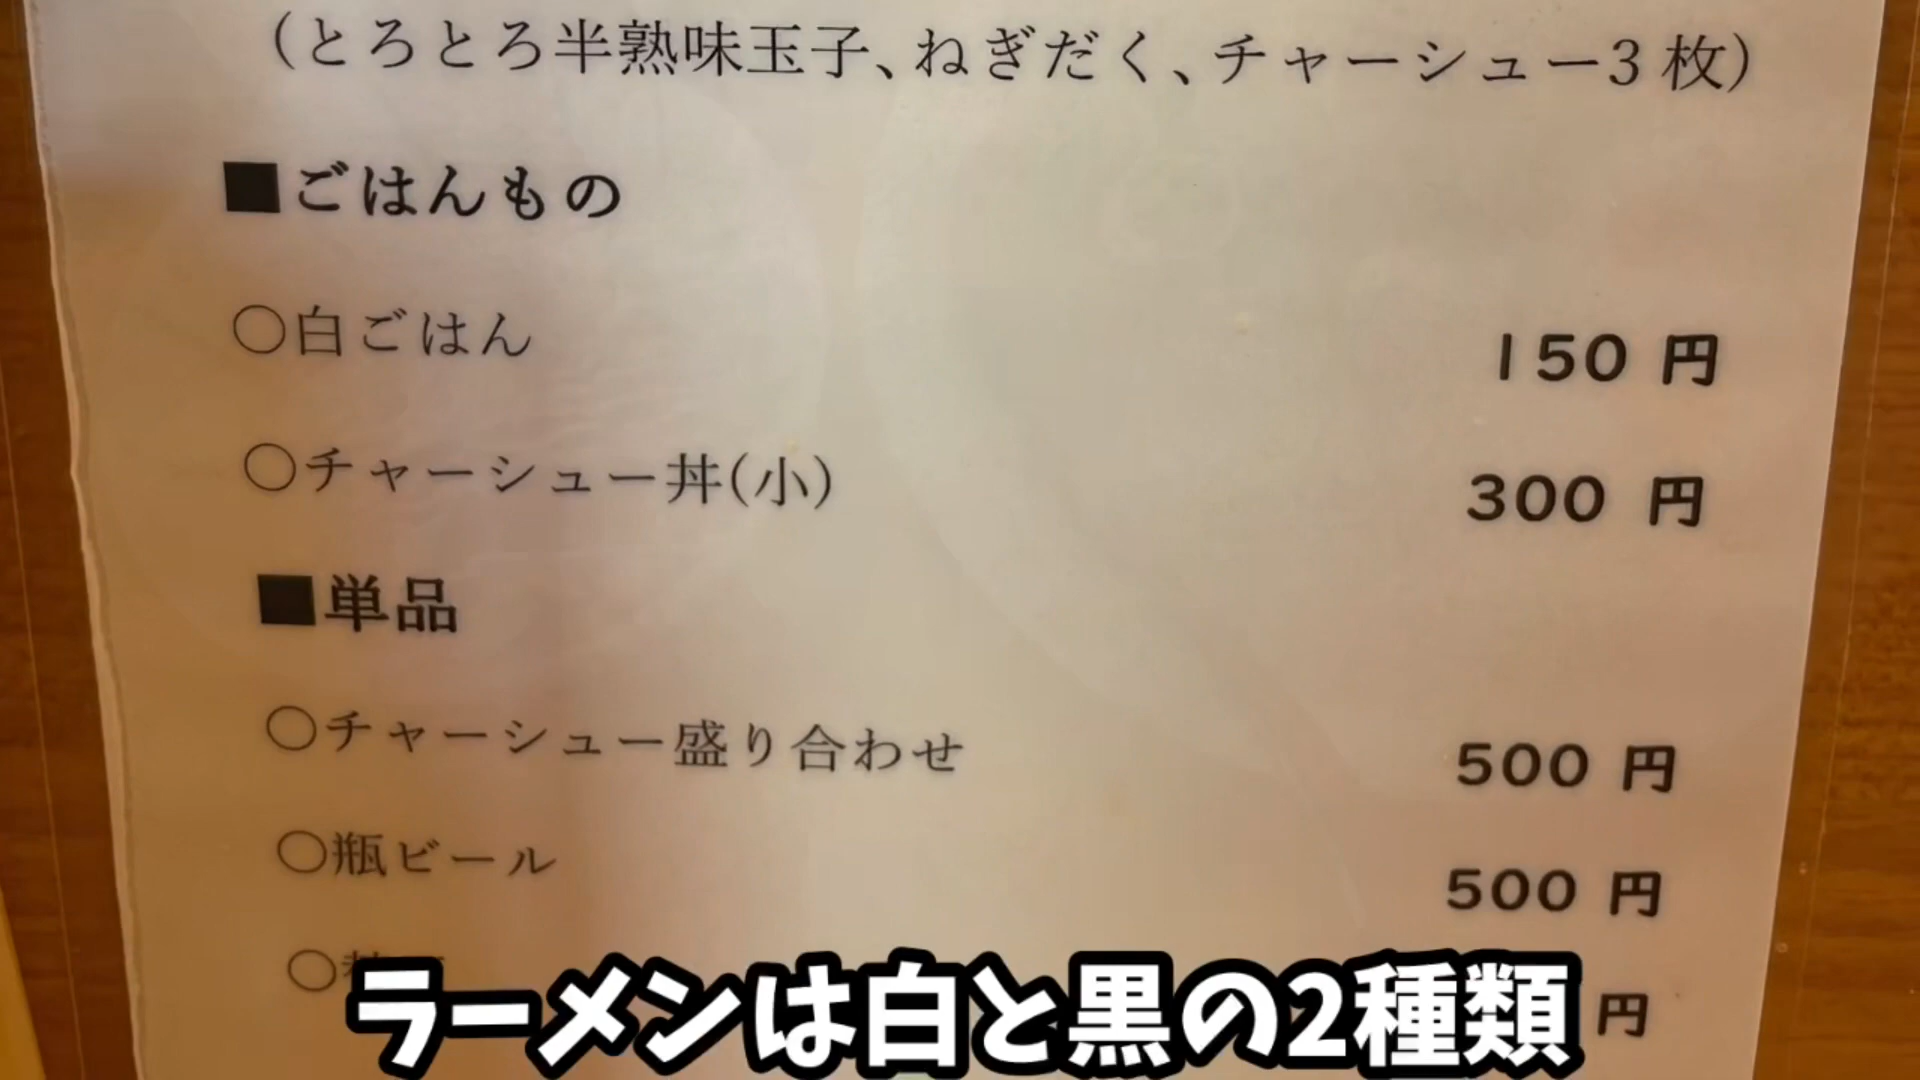 (とろとろ半熟味玉子、ねぎだく、チャーシュー3枚)
■ごはんもの
○白ごはん 150 円
○チャーシュー丼(小) 300 円
■単品
○チャーシュー盛り合わせ 500 円
○瓶ビール 500 円
○ 円
ラーメンは白と黒の2種類